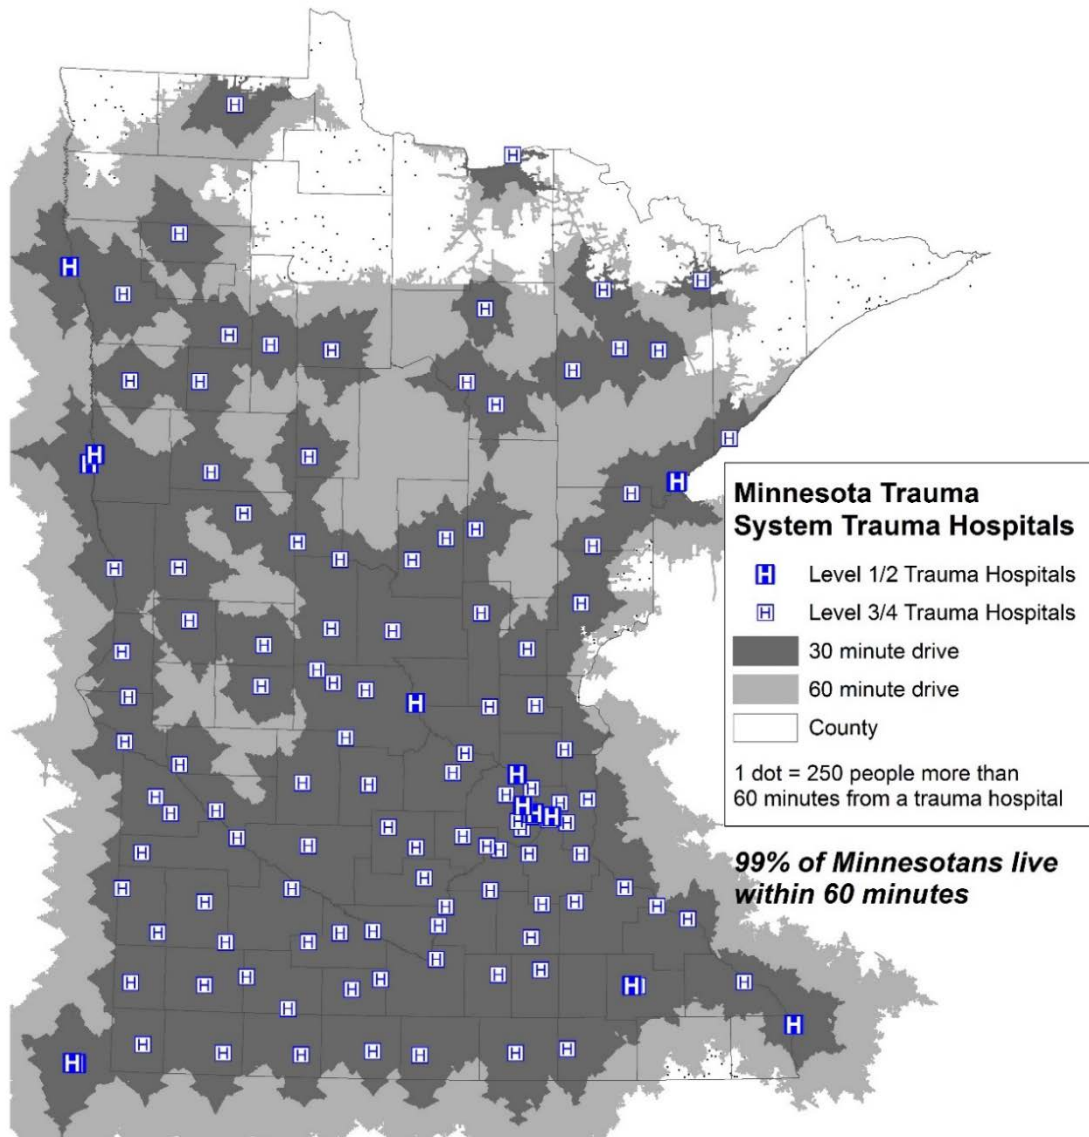 Minnesota Trauma
System Trauma Hospitals
H Level 1/2 Trauma Hospitals
H Level 3/4 Trauma Hospitals
30 minute drive
60 minute drive
County
1 dot = 250 people more than
60 minutes from a trauma hospital
99% of Minnesotans live
within 60 minutes